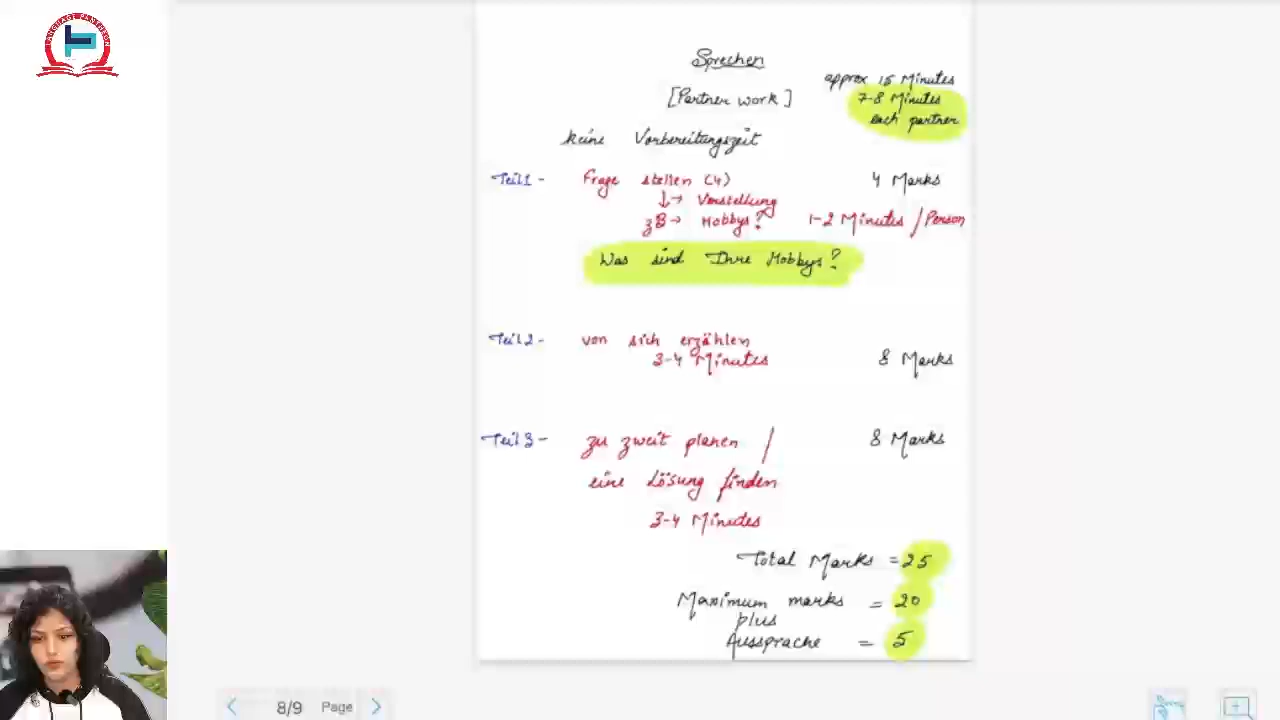 LANGUAGE PANTHEON
Sprechen
approx 15 Minutes
[Partner work]
7-8 Minutes
each partner
keine Vorbereitungszeit
Teil 1 - Frage stellen (4) 4 Marks
↓→ Vorstellung
zB → Hobbys? 1-2 Minutes / Person
Was sind Ihre Hobbys?
Teil 2 - von sich erzählen
3-4 Minutes 8 Marks
Teil 3 - zu zweit planen / 8 Marks
eine Lösung finden
3-4 Minutes
Total Marks = 25
Maximum marks = 20
plus
Aussprache = 5
8/9 Page